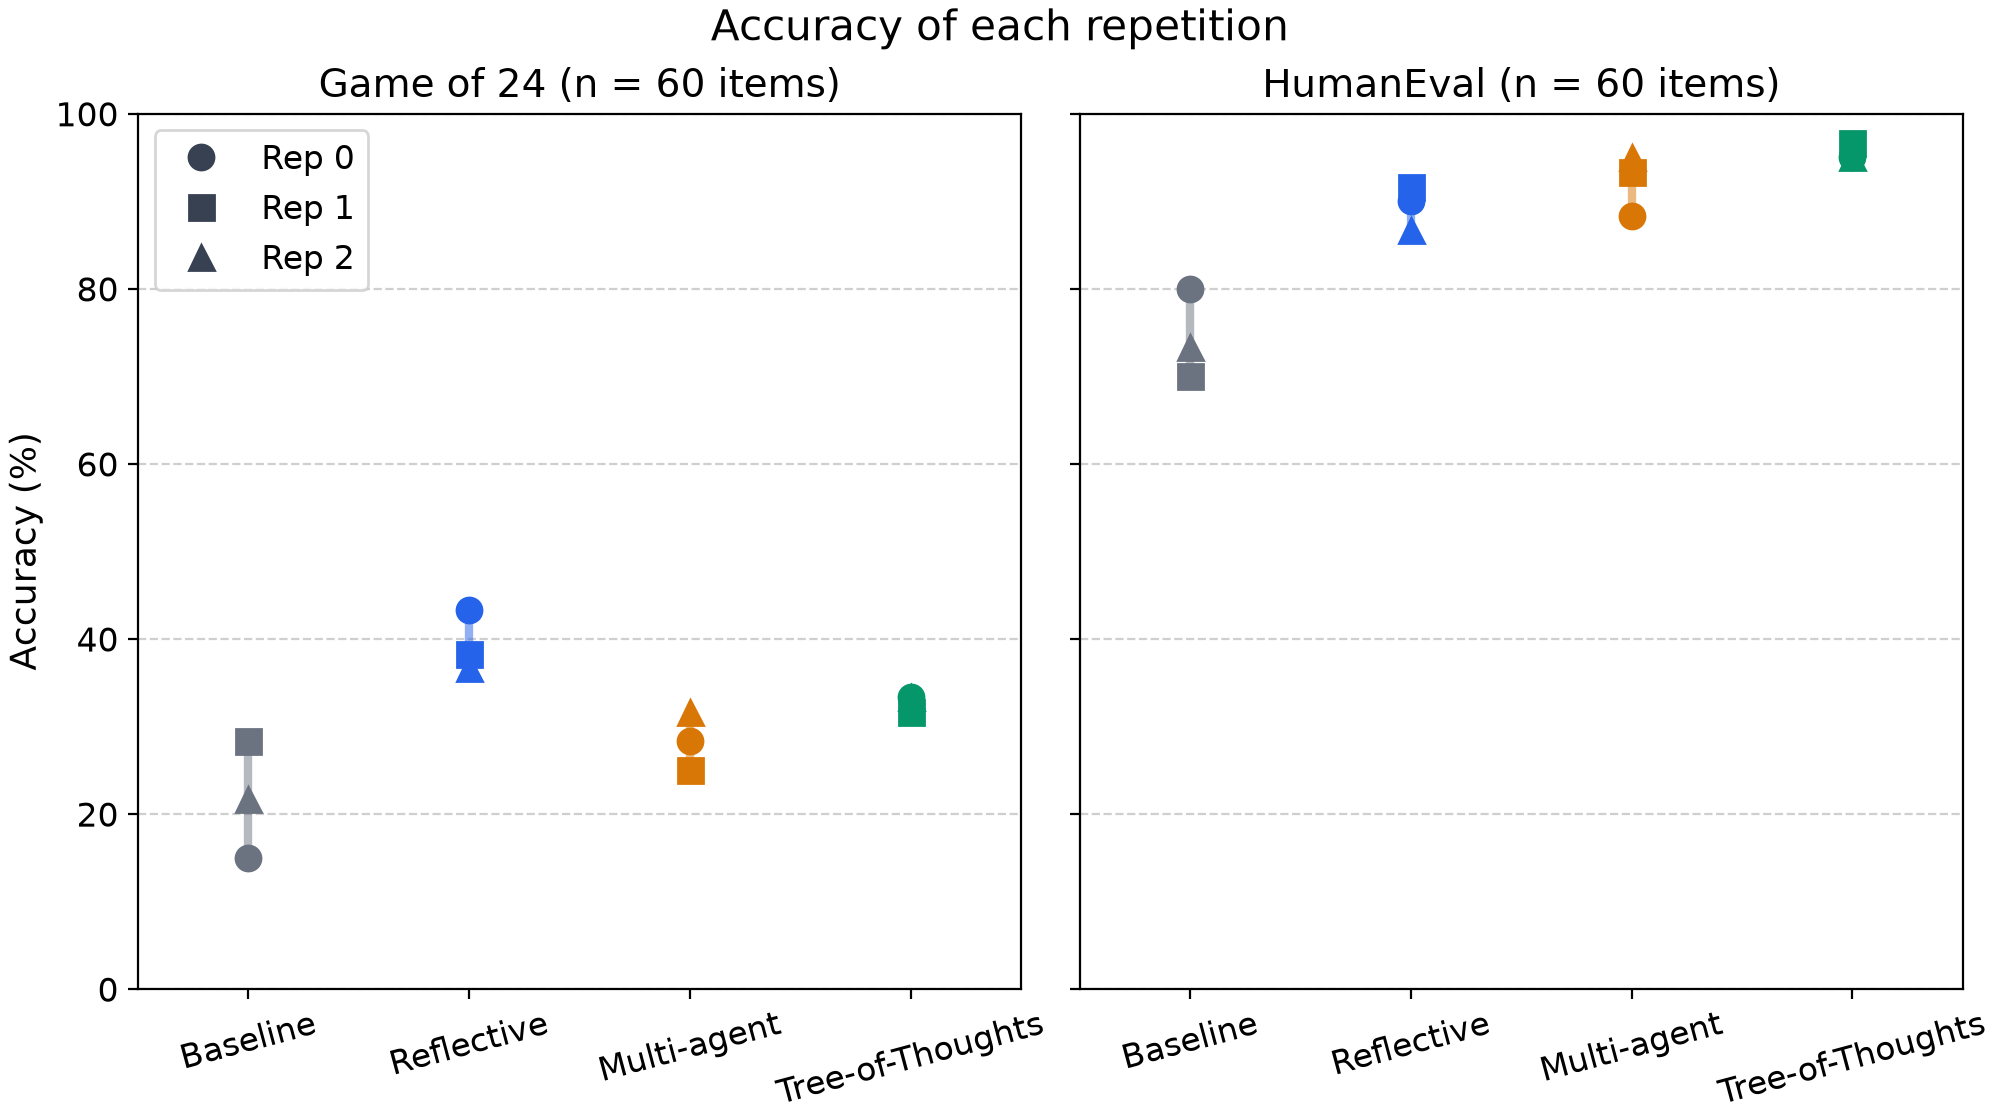 Accuracy of each repetition
Game of 24 (n = 60 items)
Rep 0
Rep 1
Rep 2
Accuracy (%)
100
80
60
40
20
0
Baseline
Reflective
Multi-agent
Tree-of-Thoughts
HumanEval (n = 60 items)
Baseline
Reflective
Multi-agent
Tree-of-Thoughts